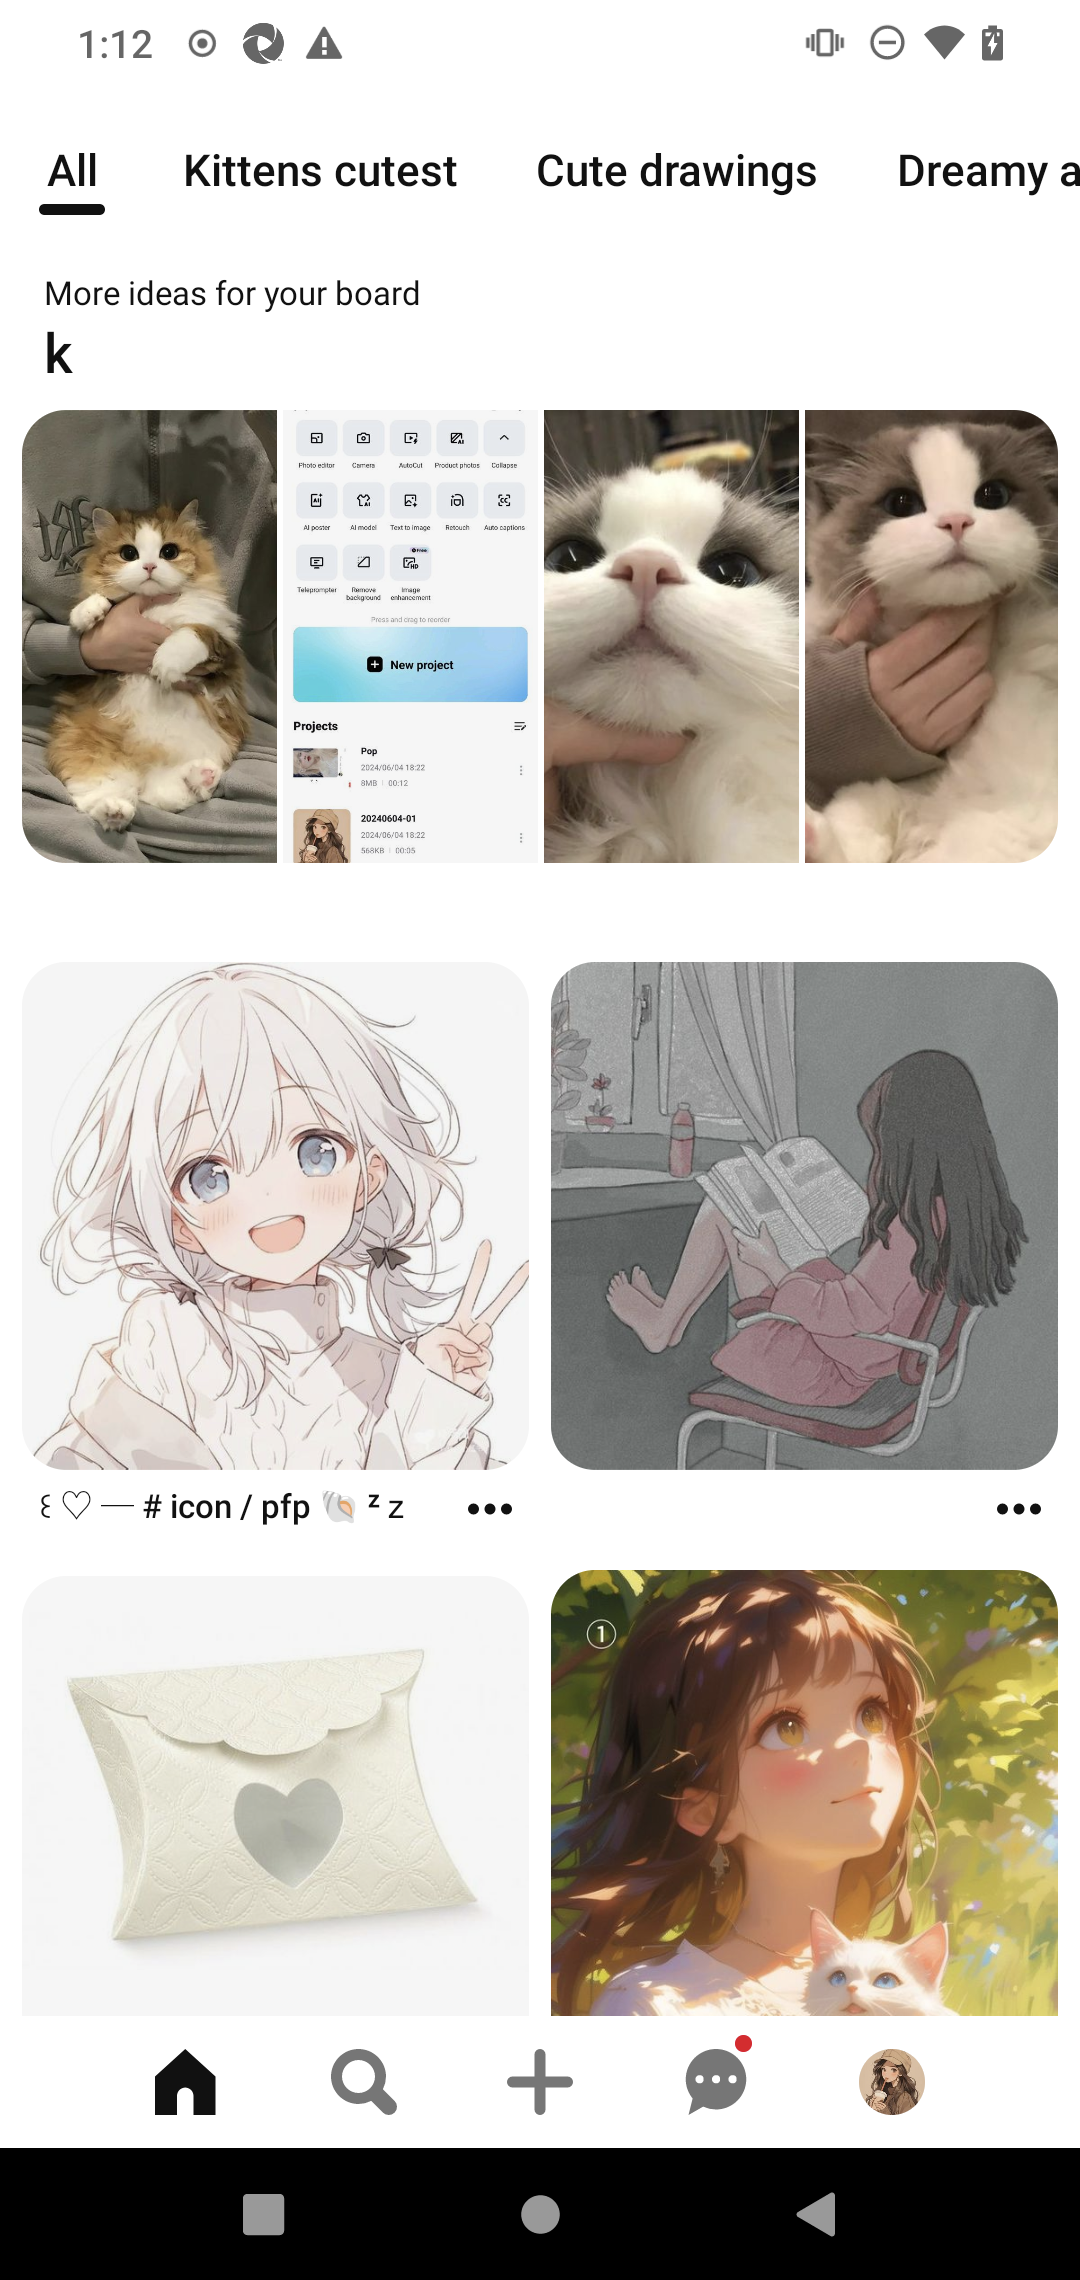 1:12
All Kittens cutest Cute drawings Dreamy a
More ideas for your board
k
Photo editor Camera AutoCut Product photos Collapse
AI poster AI model Text to image Retouch Auto captions
Free
Teleprompter Remove background Image enhancement
Press and drag to reorder
New project
Projects
Pop
2024/06/04 18:22
8MB | 00:12
20240604-01
2024/06/04 18:22
568KB | 00:05
꒰ ♡ — # icon / pfp 🐚 ᶻ z
①